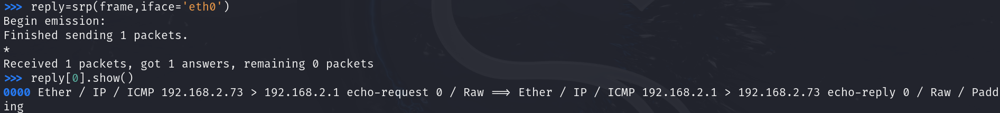 >>> reply=srp(frame,iface='eth0')
Begin emission:
Finished sending 1 packets.
*
Received 1 packets, got 1 answers, remaining 0 packets
>>> reply[0].show()
0000 Ether / IP / ICMP 192.168.2.73 > 192.168.2.1 echo-request 0 / Raw ==> Ether / IP / ICMP 192.168.2.1 > 192.168.2.73 echo-reply 0 / Raw / Padd
ing